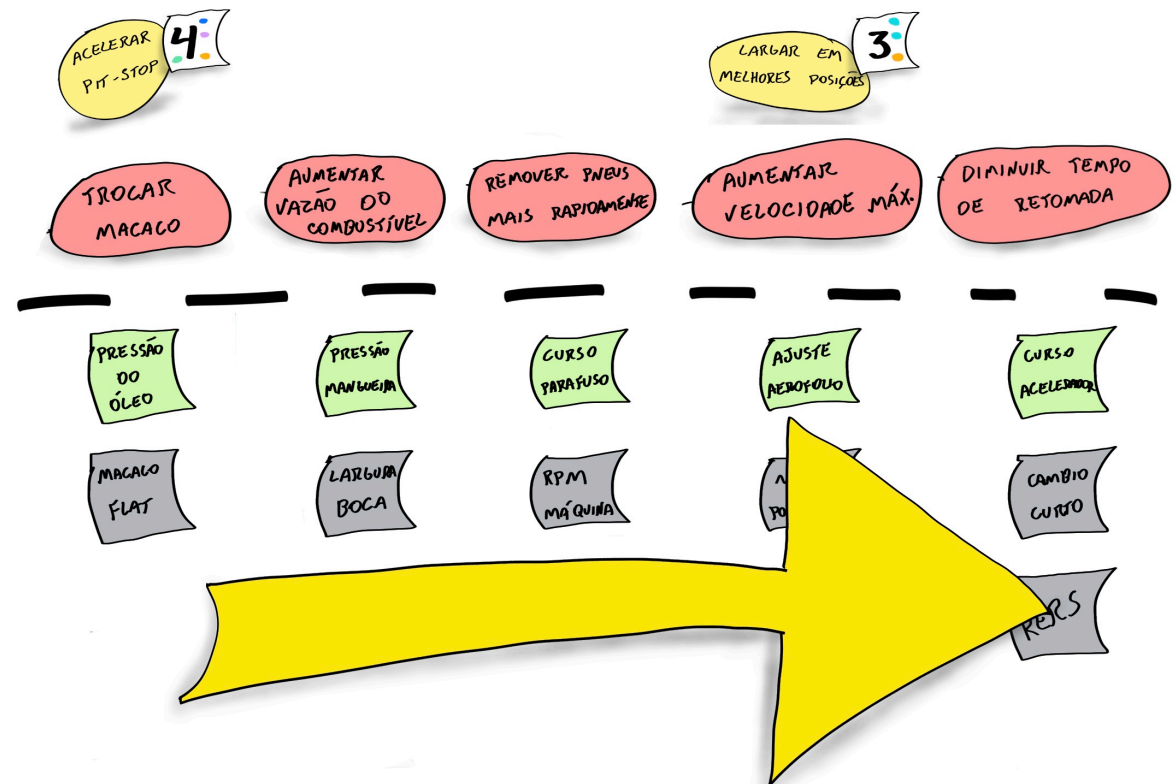 ACELERAR
PIT-STOP
4
LARGAR EM
MELHORES POSIÇÕES
3
TROCAR
MACACO
AUMENTAR
VAZÃO DO
COMBUSTÍVEL
REMOVER PNEUS
MAIS RAPIDAMENTE
AUMENTAR
VELOCIDADE MÁX.
DIMINUIR TEMPO
DE RETOMADA
PRESSÃO
DO
ÓLEO
PRESSÃO
MANGUEIRA
CURSO
PARAFUSO
AJUSTE
AEROFOLIO
CURSO
ACELERADOR
MACACO
FLAT
LARGURA
BOCA
RPM
MÁQUINA
CAMBIO
CURTO